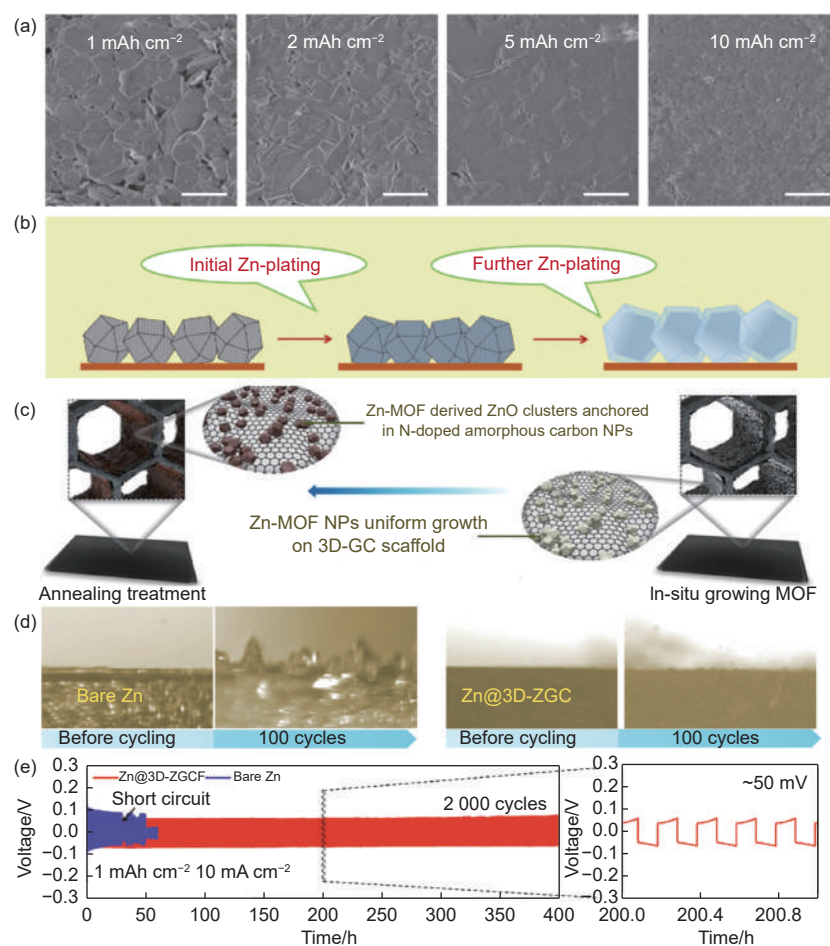 (a)
1 mAh cm⁻²
2 mAh cm⁻²
5 mAh cm⁻²
10 mAh cm⁻²
(b)
Initial Zn-plating
Further Zn-plating
(c)
Zn-MOF derived ZnO clusters anchored
in N-doped amorphous carbon NPs
Zn-MOF NPs uniform growth
on 3D-GC scaffold
Annealing treatment
In-situ growing MOF
(d)
Bare Zn
Zn@3D-ZGC
Before cycling
100 cycles
Before cycling
100 cycles
(e)
Voltage/V
0.3
0.2
0.1
0.0
−0.1
−0.2
−0.3
Zn@3D-ZGCF
Bare Zn
Short circuit
2 000 cycles
1 mAh cm⁻² 10 mA cm⁻²
0 50 100 150 200 250 300 350 400
Time/h
Voltage/V
0.3
0.2
0.1
0.0
−0.1
−0.2
−0.3
~50 mV
200.0 200.4 200.8
Time/h